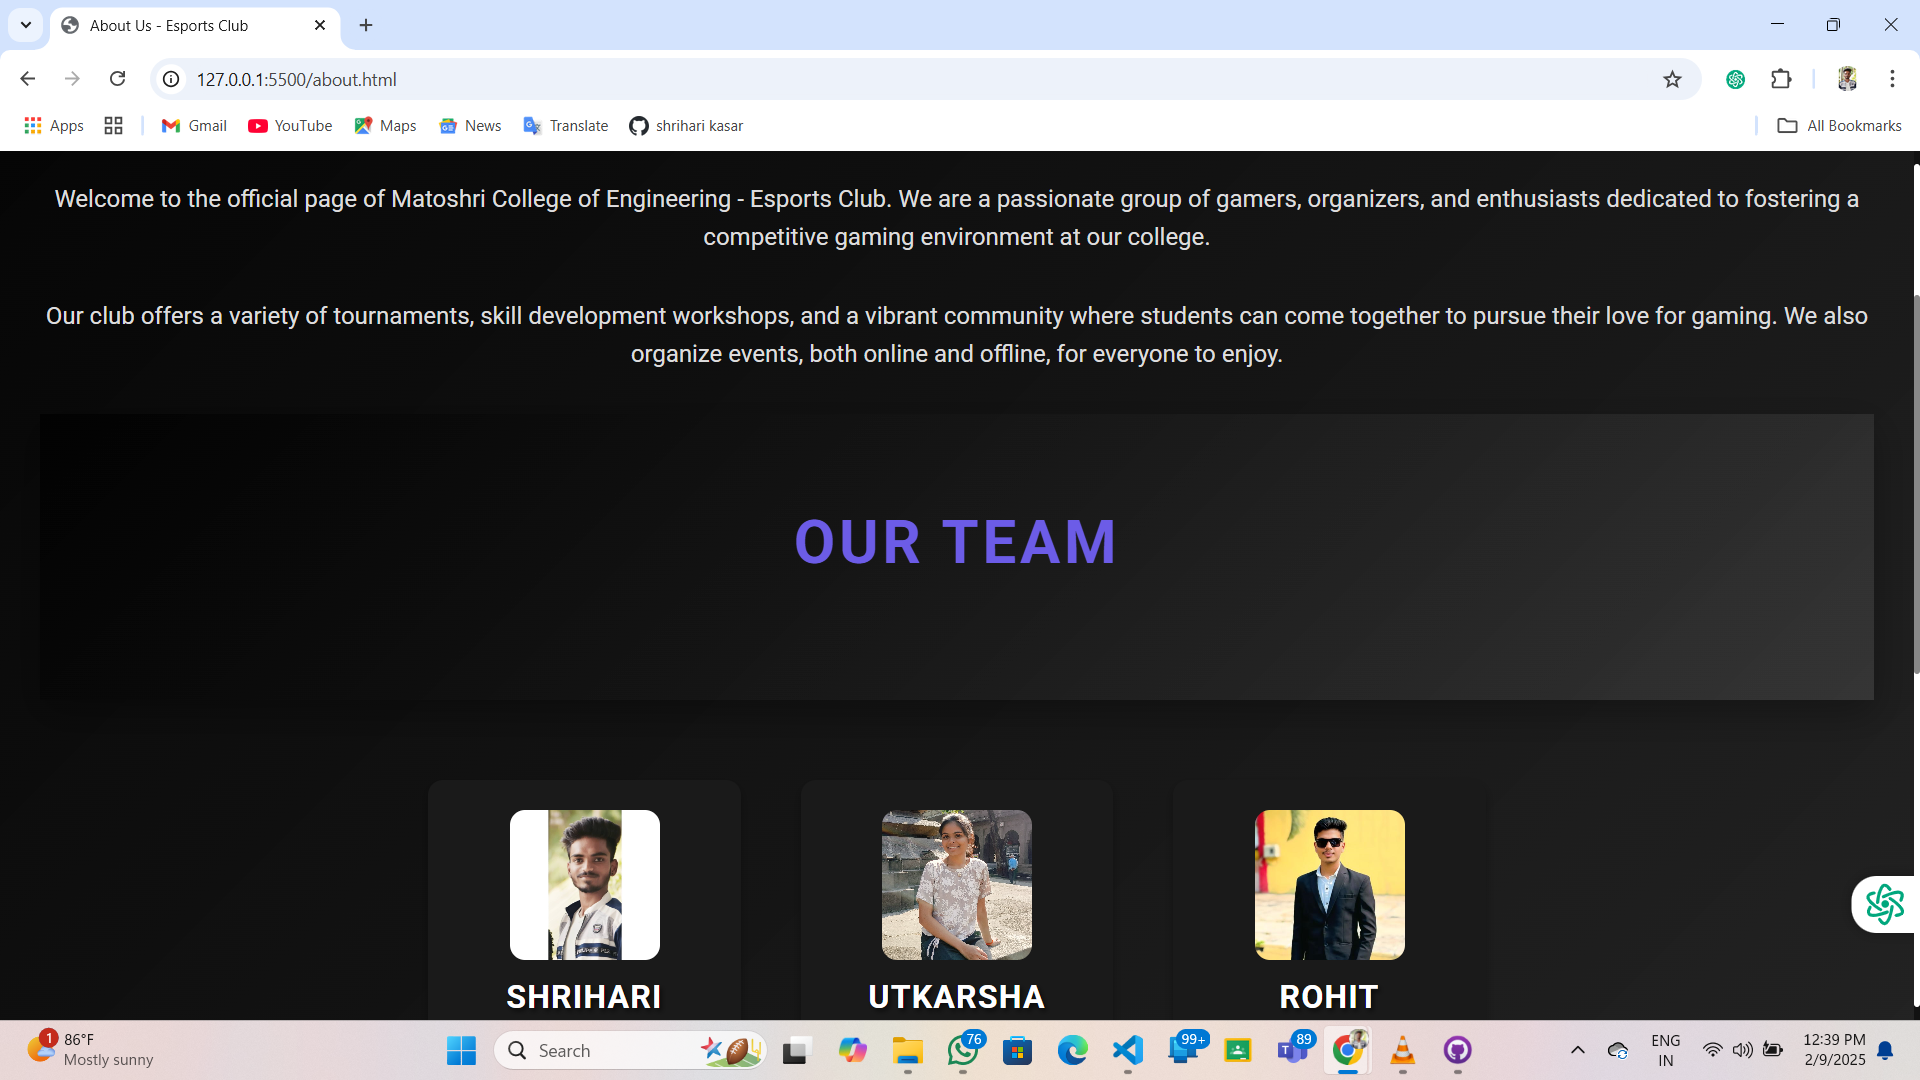 About Us - Esports Club
127.0.0.1:5500/about.html
Apps Gmail YouTube Maps News Translate shrihari kasar All Bookmarks
Welcome to the official page of Matoshri College of Engineering - Esports Club. We are a passionate group of gamers, organizers, and enthusiasts dedicated to fostering a
competitive gaming environment at our college.
Our club offers a variety of tournaments, skill development workshops, and a vibrant community where students can come together to pursue their love for gaming. We also
organize events, both online and offline, for everyone to enjoy.
OUR TEAM
SHRIHARI UTKARSHA ROHIT
1 86°F
Mostly sunny
Search
76 99+ 89
ENG
IN
12:39 PM
2/9/2025